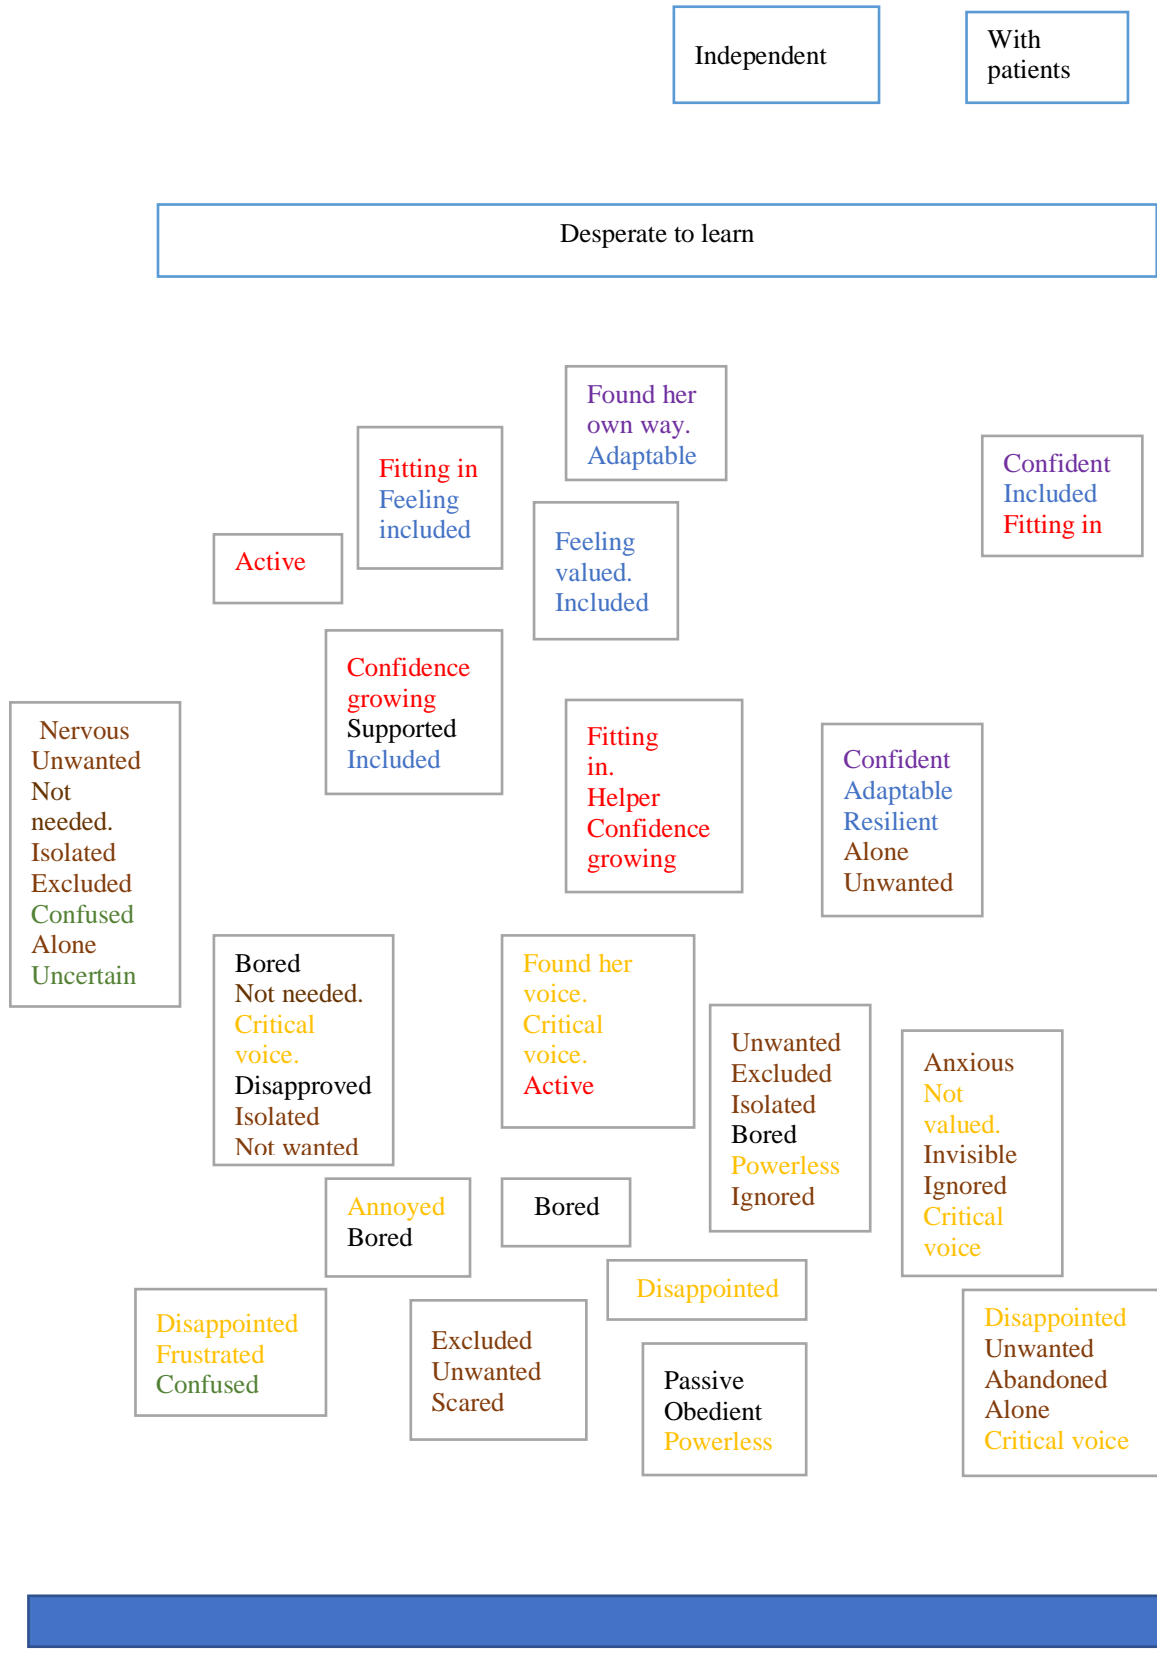 Independent
With
patients
Desperate to learn
Found her
own way.
Adaptable
Fitting in
Feeling
included
Confident
Included
Fitting in
Active
Feeling
valued.
Included
Confidence
growing
Supported
Included
Nervous
Unwanted
Not
needed.
Isolated
Excluded
Confused
Alone
Uncertain
Fitting
in.
Helper
Confidence
growing
Confident
Adaptable
Resilient
Alone
Unwanted
Bored
Not needed.
Critical
voice.
Disapproved
Isolated
Not wanted
Found her
voice.
Critical
voice.
Active
Unwanted
Excluded
Isolated
Bored
Powerless
Ignored
Anxious
Not
valued.
Invisible
Ignored
Critical
voice
Annoyed
Bored
Bored
Disappointed
Disappointed
Frustrated
Confused
Excluded
Unwanted
Scared
Passive
Obedient
Powerless
Disappointed
Unwanted
Abandoned
Alone
Critical voice